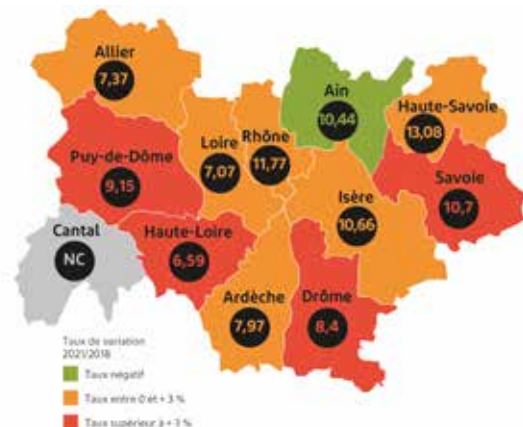 Allier
7,37
Ain
10,44
Haute-Savoie
13,08
Puy-de-Dôme
9,15
Loire
7,07
Rhône
11,77
Savoie
10,7
Isère
10,66
Cantal
NC
Haute-Loire
6,59
Ardèche
7,97
Drôme
8,4
Taux de variation
2021/2018
Taux négatif
Taux entre 0 et + 3 %
Taux supérieur à + 3 %